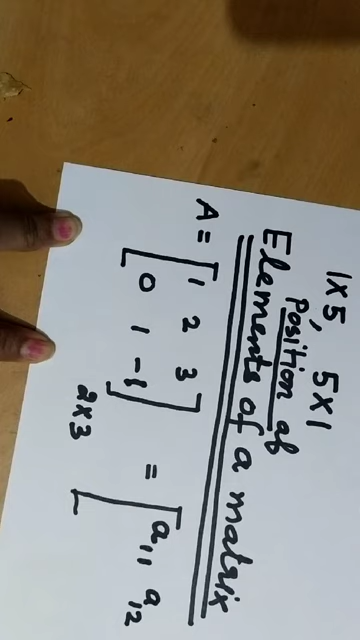 1x5, 5x1
Position of
Elements of a matrix
A = [ 1 2 3
0 1 -1 ] 2x3 = [ a11 a12